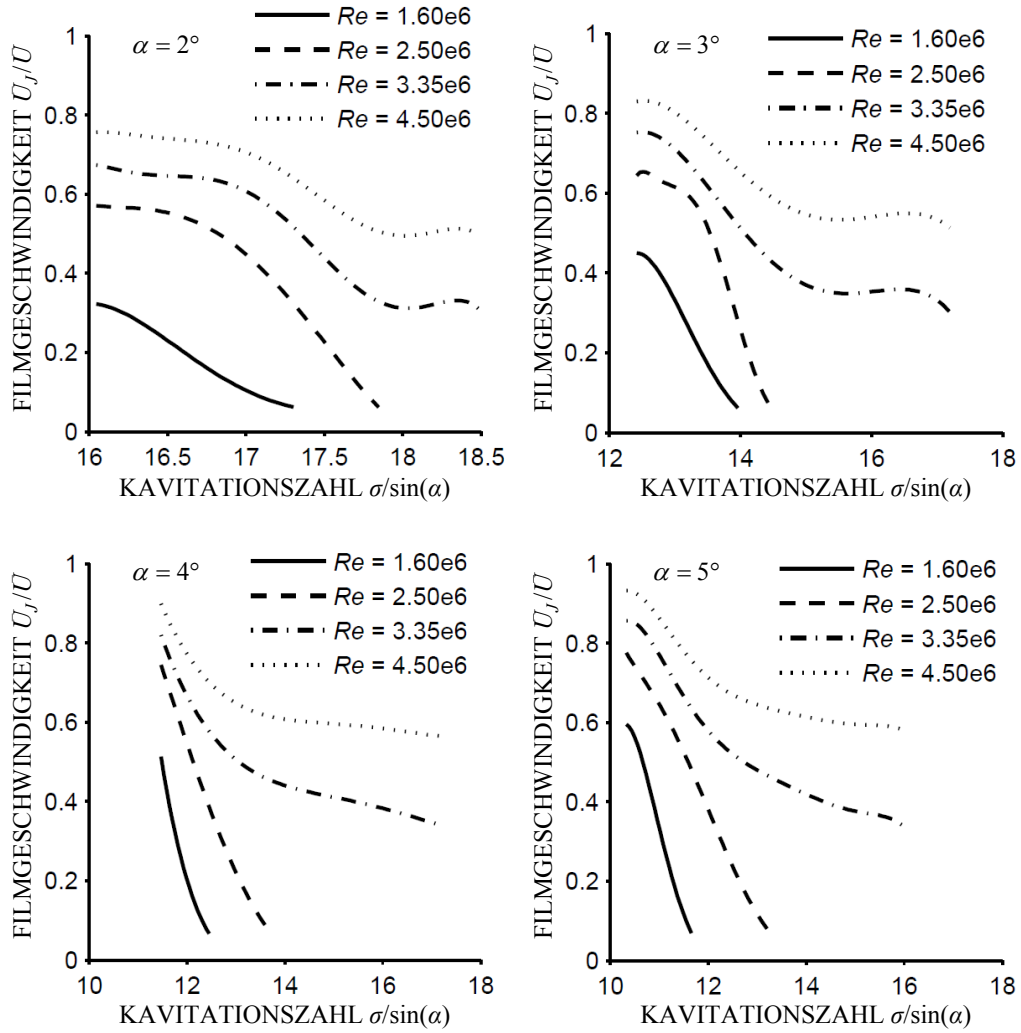 α = 2°
Re = 1.60e6
Re = 2.50e6
Re = 3.35e6
Re = 4.50e6
FILMGESCHWINDIGKEIT U_J/U
1
0.8
0.6
0.4
0.2
0
16 16.5 17 17.5 18 18.5
KAVITATIONSZAHL σ/sin(α)
α = 3°
Re = 1.60e6
Re = 2.50e6
Re = 3.35e6
Re = 4.50e6
FILMGESCHWINDIGKEIT U_J/U
1
0.8
0.6
0.4
0.2
0
12 14 16 18
KAVITATIONSZAHL σ/sin(α)
α = 4°
Re = 1.60e6
Re = 2.50e6
Re = 3.35e6
Re = 4.50e6
FILMGESCHWINDIGKEIT U_J/U
1
0.8
0.6
0.4
0.2
0
10 12 14 16 18
KAVITATIONSZAHL σ/sin(α)
α = 5°
Re = 1.60e6
Re = 2.50e6
Re = 3.35e6
Re = 4.50e6
FILMGESCHWINDIGKEIT U_J/U
1
0.8
0.6
0.4
0.2
0
10 12 14 16 18
KAVITATIONSZAHL σ/sin(α)